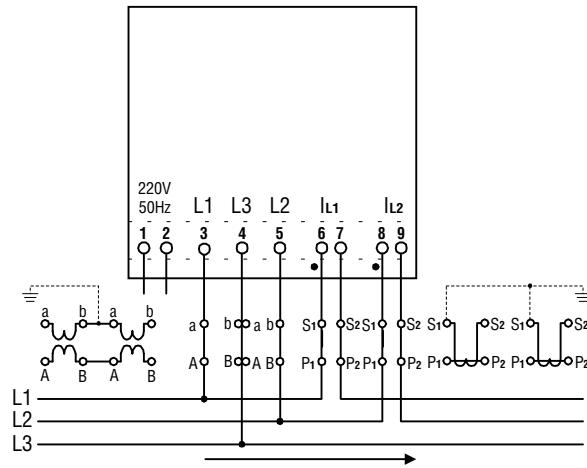 220V
50Hz L1 L3 L2 IL1 IL2
1 2 3 4 5 6 7 8 9
a b a b a b a b S1 S2 S1 S2 S1 S2 S1 S2
A B A B A B A B P1 P2 P1 P2 P1 P2 P1 P2
L1
L2
L3